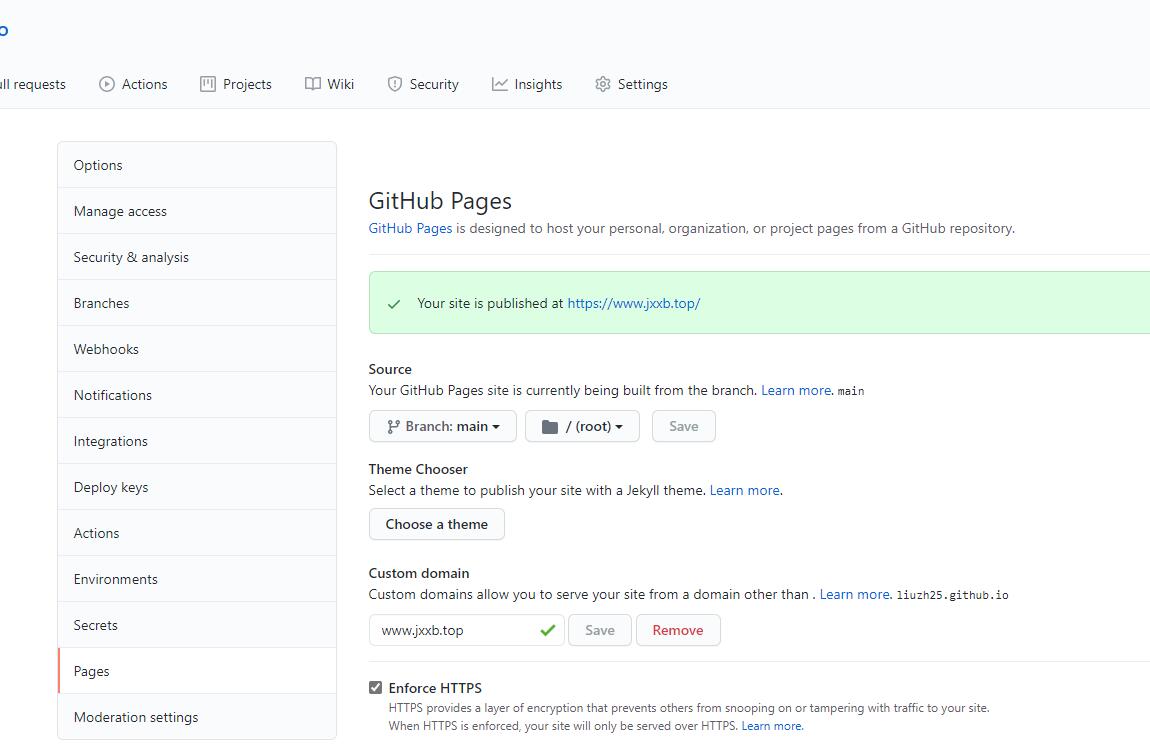 o
ull requests Actions Projects Wiki Security Insights Settings
Options
Manage access
Security & analysis
Branches
Webhooks
Notifications
Integrations
Deploy keys
Actions
Environments
Secrets
Pages
Moderation settings
GitHub Pages
GitHub Pages is designed to host your personal, organization, or project pages from a GitHub repository.
Your site is published at https://www.jxxb.top/
Source
Your GitHub Pages site is currently being built from the branch. Learn more. main
Branch: main / (root) Save
Theme Chooser
Select a theme to publish your site with a Jekyll theme. Learn more.
Choose a theme
Custom domain
Custom domains allow you to serve your site from a domain other than . Learn more. liuzh25.github.io
www.jxxb.top Save Remove
Enforce HTTPS
HTTPS provides a layer of encryption that prevents others from snooping on or tampering with traffic to your site.
When HTTPS is enforced, your site will only be served over HTTPS. Learn more.